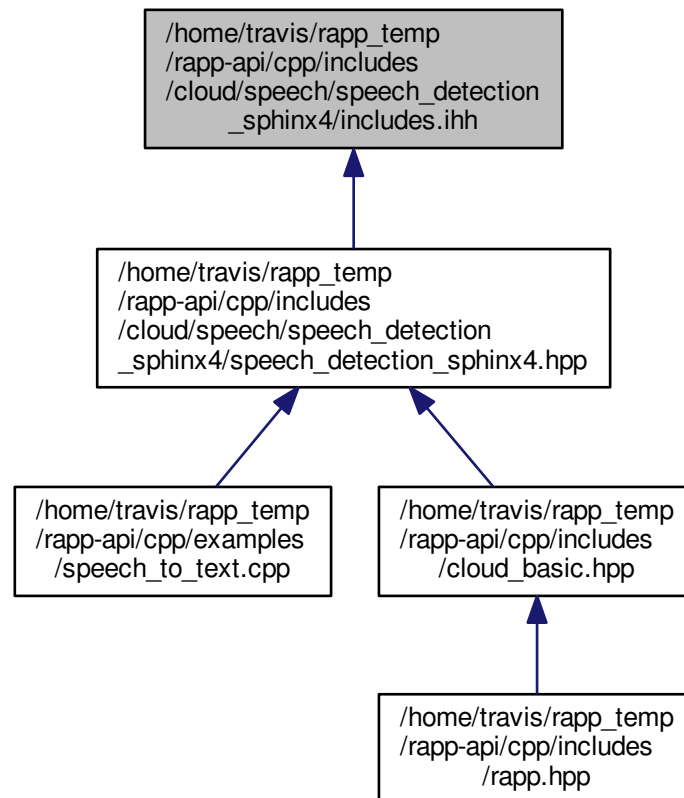 /home/travis/rapp_temp
/rapp-api/cpp/includes
/cloud/speech/speech_detection
_sphinx4/includes.ihh
/home/travis/rapp_temp
/rapp-api/cpp/includes
/cloud/speech/speech_detection
_sphinx4/speech_detection_sphinx4.hpp
/home/travis/rapp_temp
/rapp-api/cpp/examples
/speech_to_text.cpp
/home/travis/rapp_temp
/rapp-api/cpp/includes
/cloud_basic.hpp
/home/travis/rapp_temp
/rapp-api/cpp/includes
/rapp.hpp